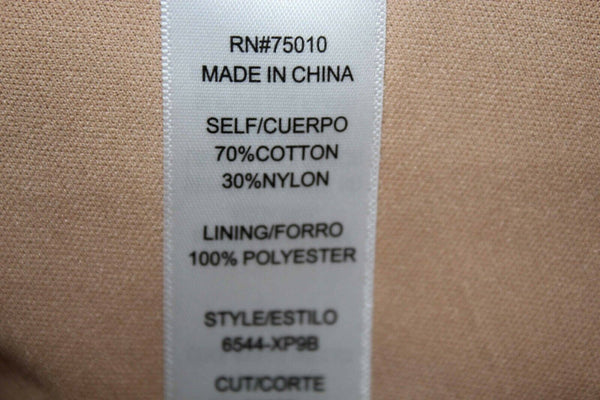 RN#75010
MADE IN CHINA
SELF/CUERPO
70%COTTON
30%NYLON
LINING/FORRO
100% POLYESTER
STYLE/ESTILO
6544-XP9B
CUT/CORTE